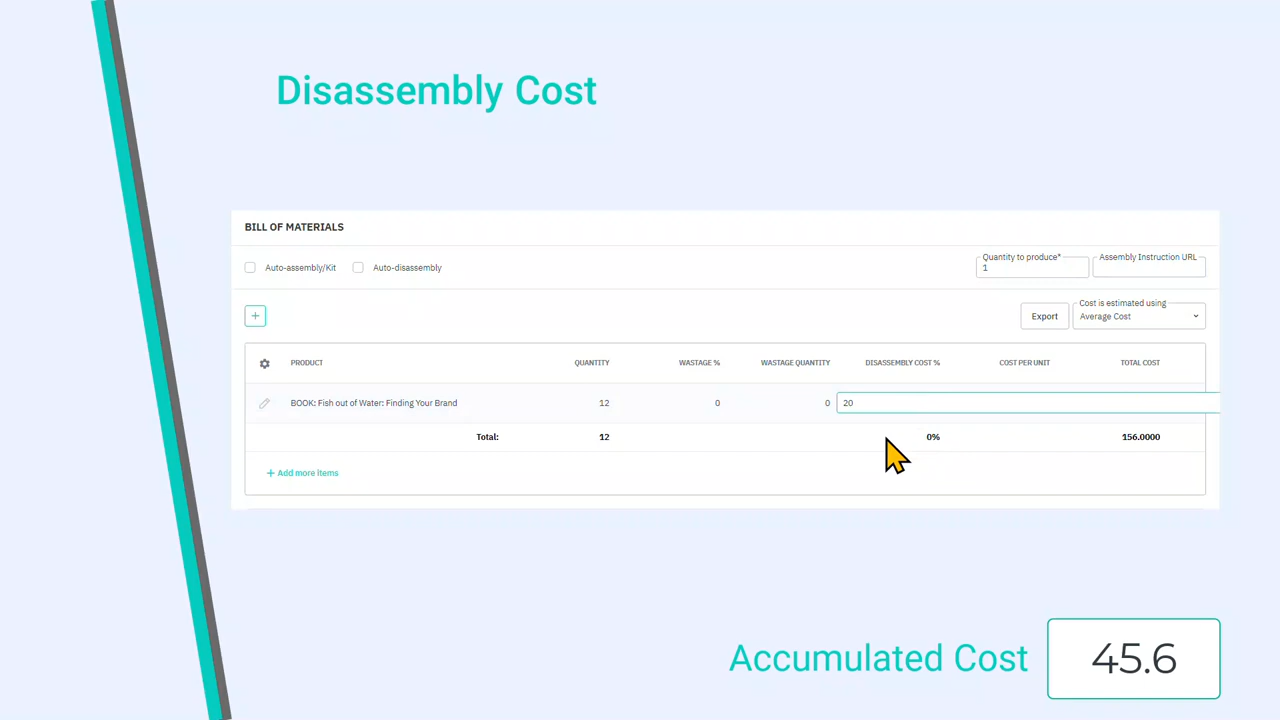 Disassembly Cost
BILL OF MATERIALS
Auto-assembly/Kit Auto-disassembly Quantity to produce* 1 Assembly Instruction URL
+ Export Cost is estimated using Average Cost
PRODUCT QUANTITY WASTAGE % WASTAGE QUANTITY DISASSEMBLY COST % COST PER UNIT TOTAL COST
BOOK: Fish out of Water: Finding Your Brand 12 0 0 20
Total: 12 0% 156.0000
+ Add more items
Accumulated Cost 45.6